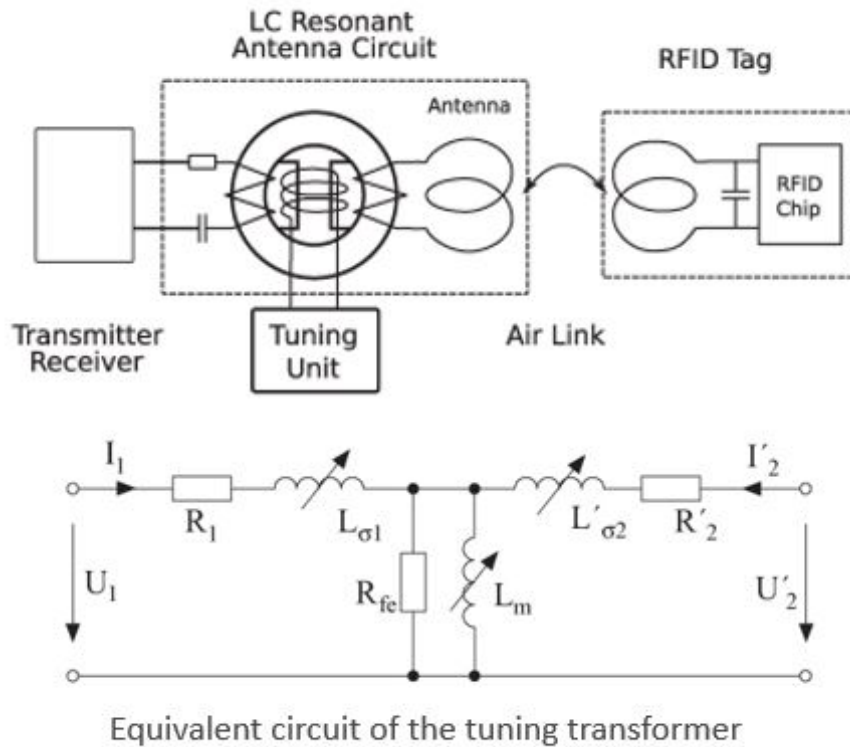 LC Resonant
Antenna Circuit
RFID Tag
Antenna
RFID
Chip
Transmitter
Receiver
Tuning
Unit
Air Link
I₁
R₁
Lσ1
L´σ2
R´2
I´2
U₁
Rfe
Lm
U´2
Equivalent circuit of the tuning transformer